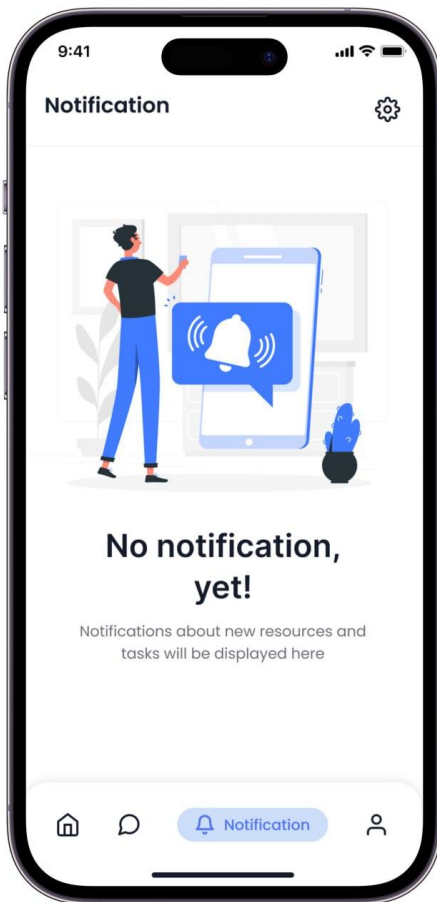 9:41
Notification
No notification,
yet!
Notifications about new resources and
tasks will be displayed here
Notification